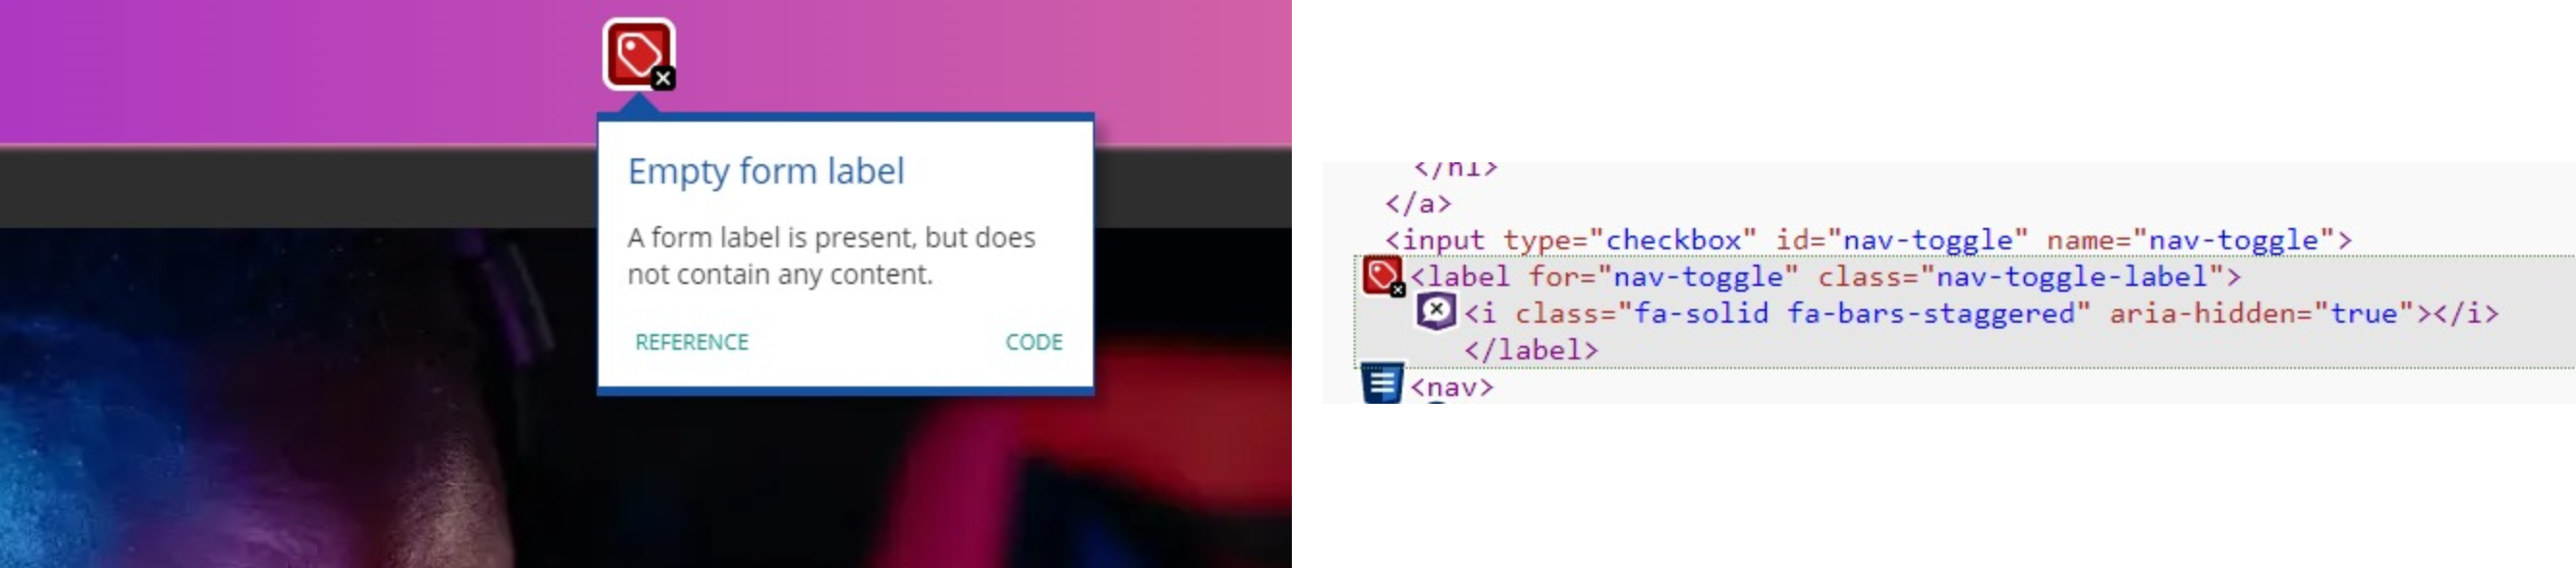 Empty form label
A form label is present, but does
not contain any content.
REFERENCE CODE
</h1>
</a>
<input type="checkbox" id="nav-toggle" name="nav-toggle">
<label for="nav-toggle" class="nav-toggle-label">
<i class="fa-solid fa-bars-staggered" aria-hidden="true"></i>
</label>
<nav>